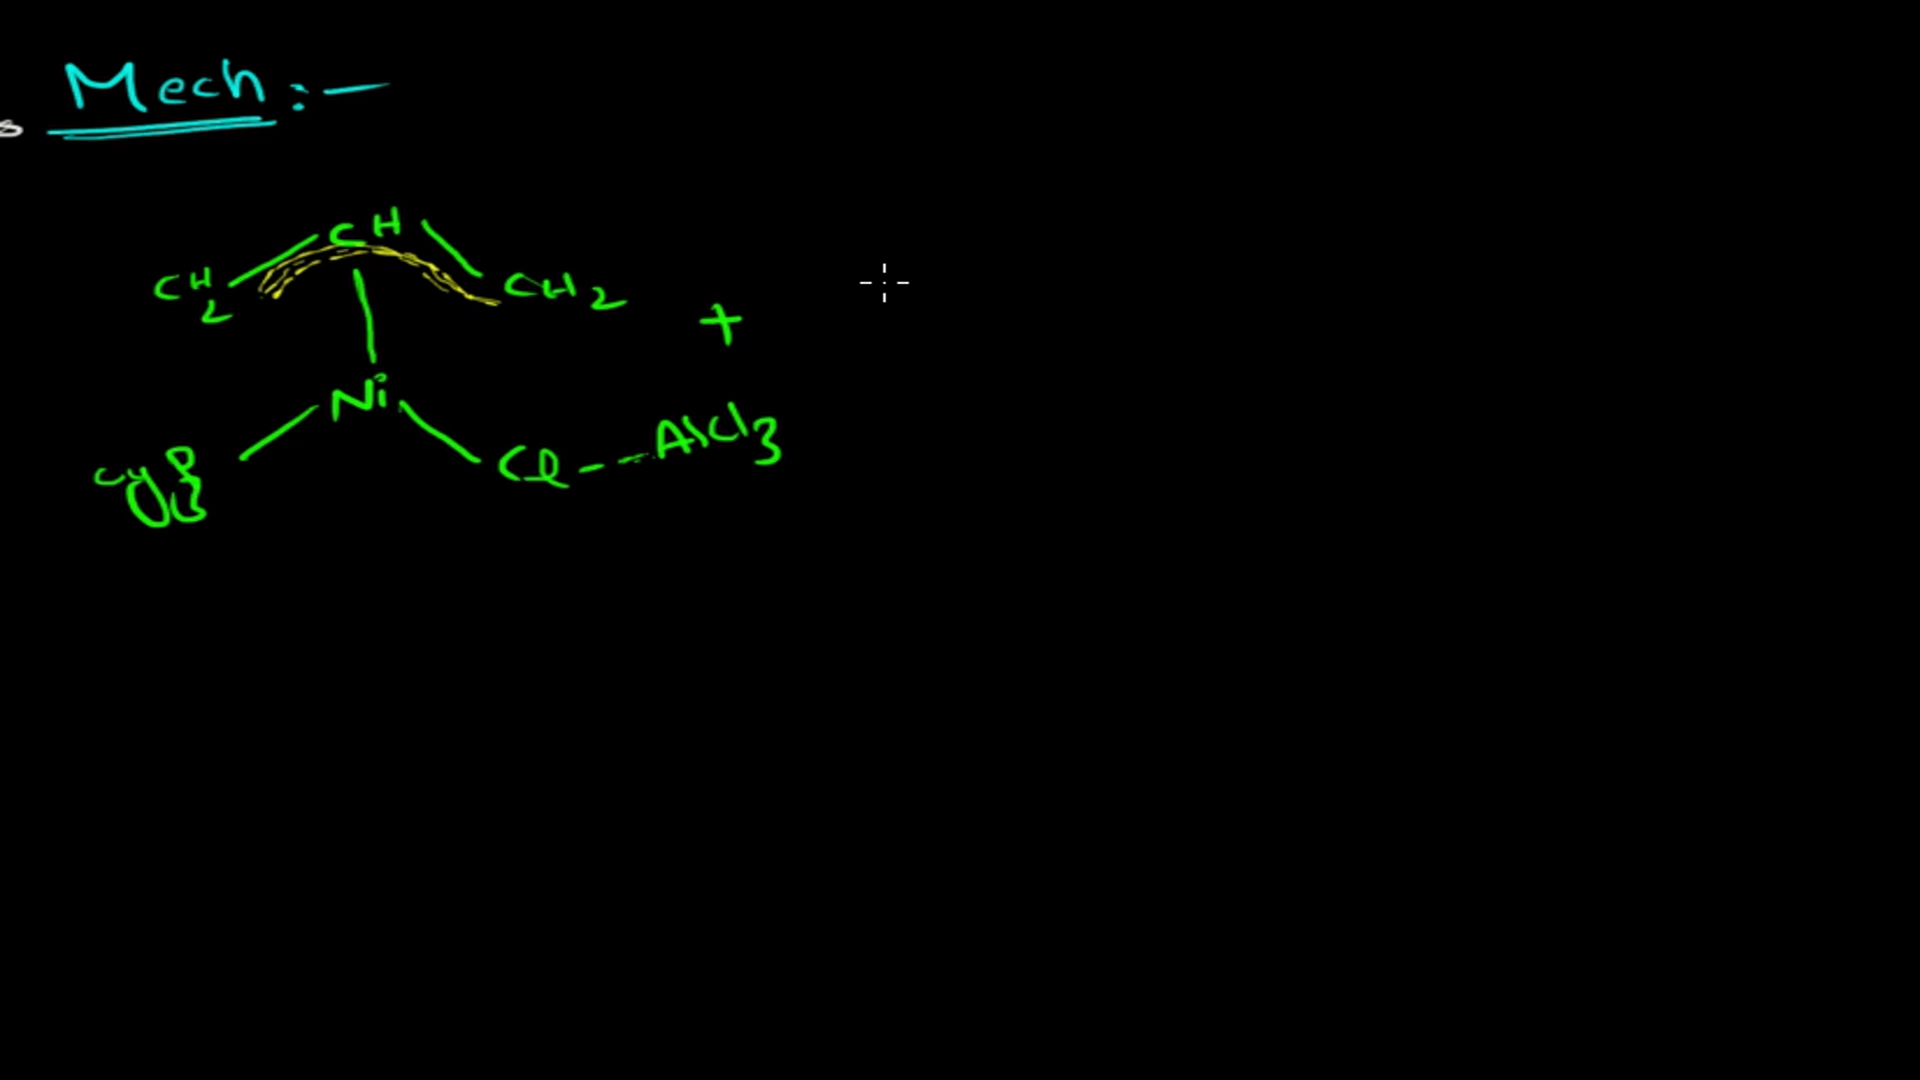 Mech:-
CH
CH2 CH2
+
Ni
Cl---AlCl3